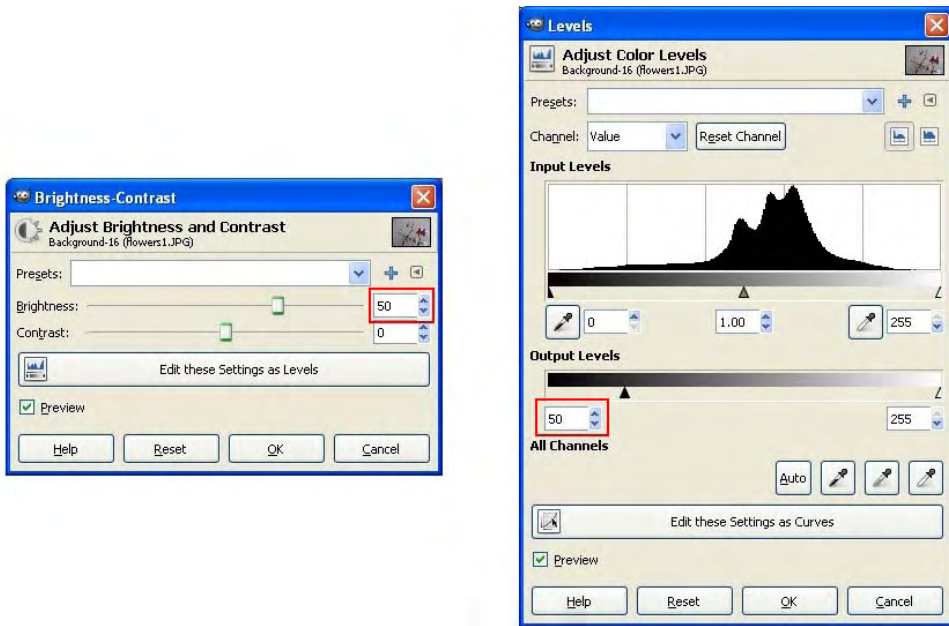 Brightness-Contrast
Adjust Brightness and Contrast
Background-16 (flowers1.JPG)
Presets:
Brightness: 50
Contrast: 0
Edit these Settings as Levels
Preview
Help Reset OK Cancel
Levels
Adjust Color Levels
Background-16 (flowers1.JPG)
Presets:
Channel: Value Reset Channel
Input Levels
0 1.00 255
Output Levels
50 255
All Channels
Auto
Edit these Settings as Curves
Preview
Help Reset OK Cancel